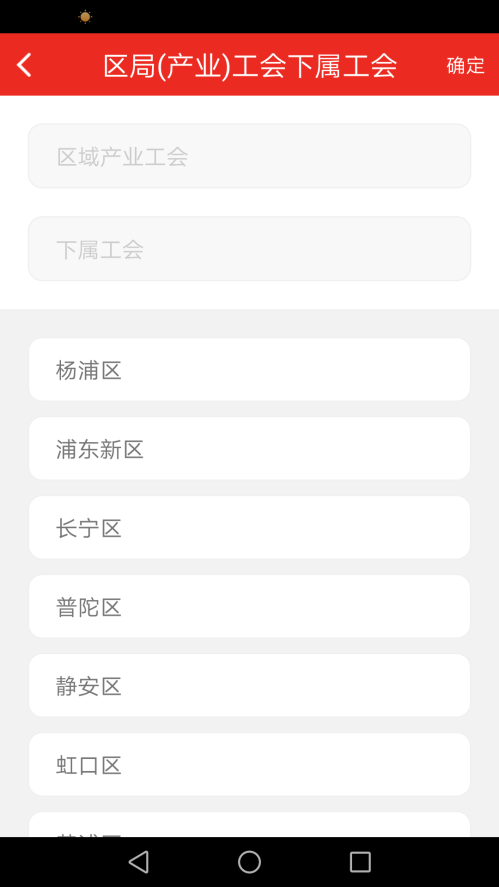 区局(产业)工会下属工会
确定
区域产业工会
下属工会
杨浦区
浦东新区
长宁区
普陀区
静安区
虹口区